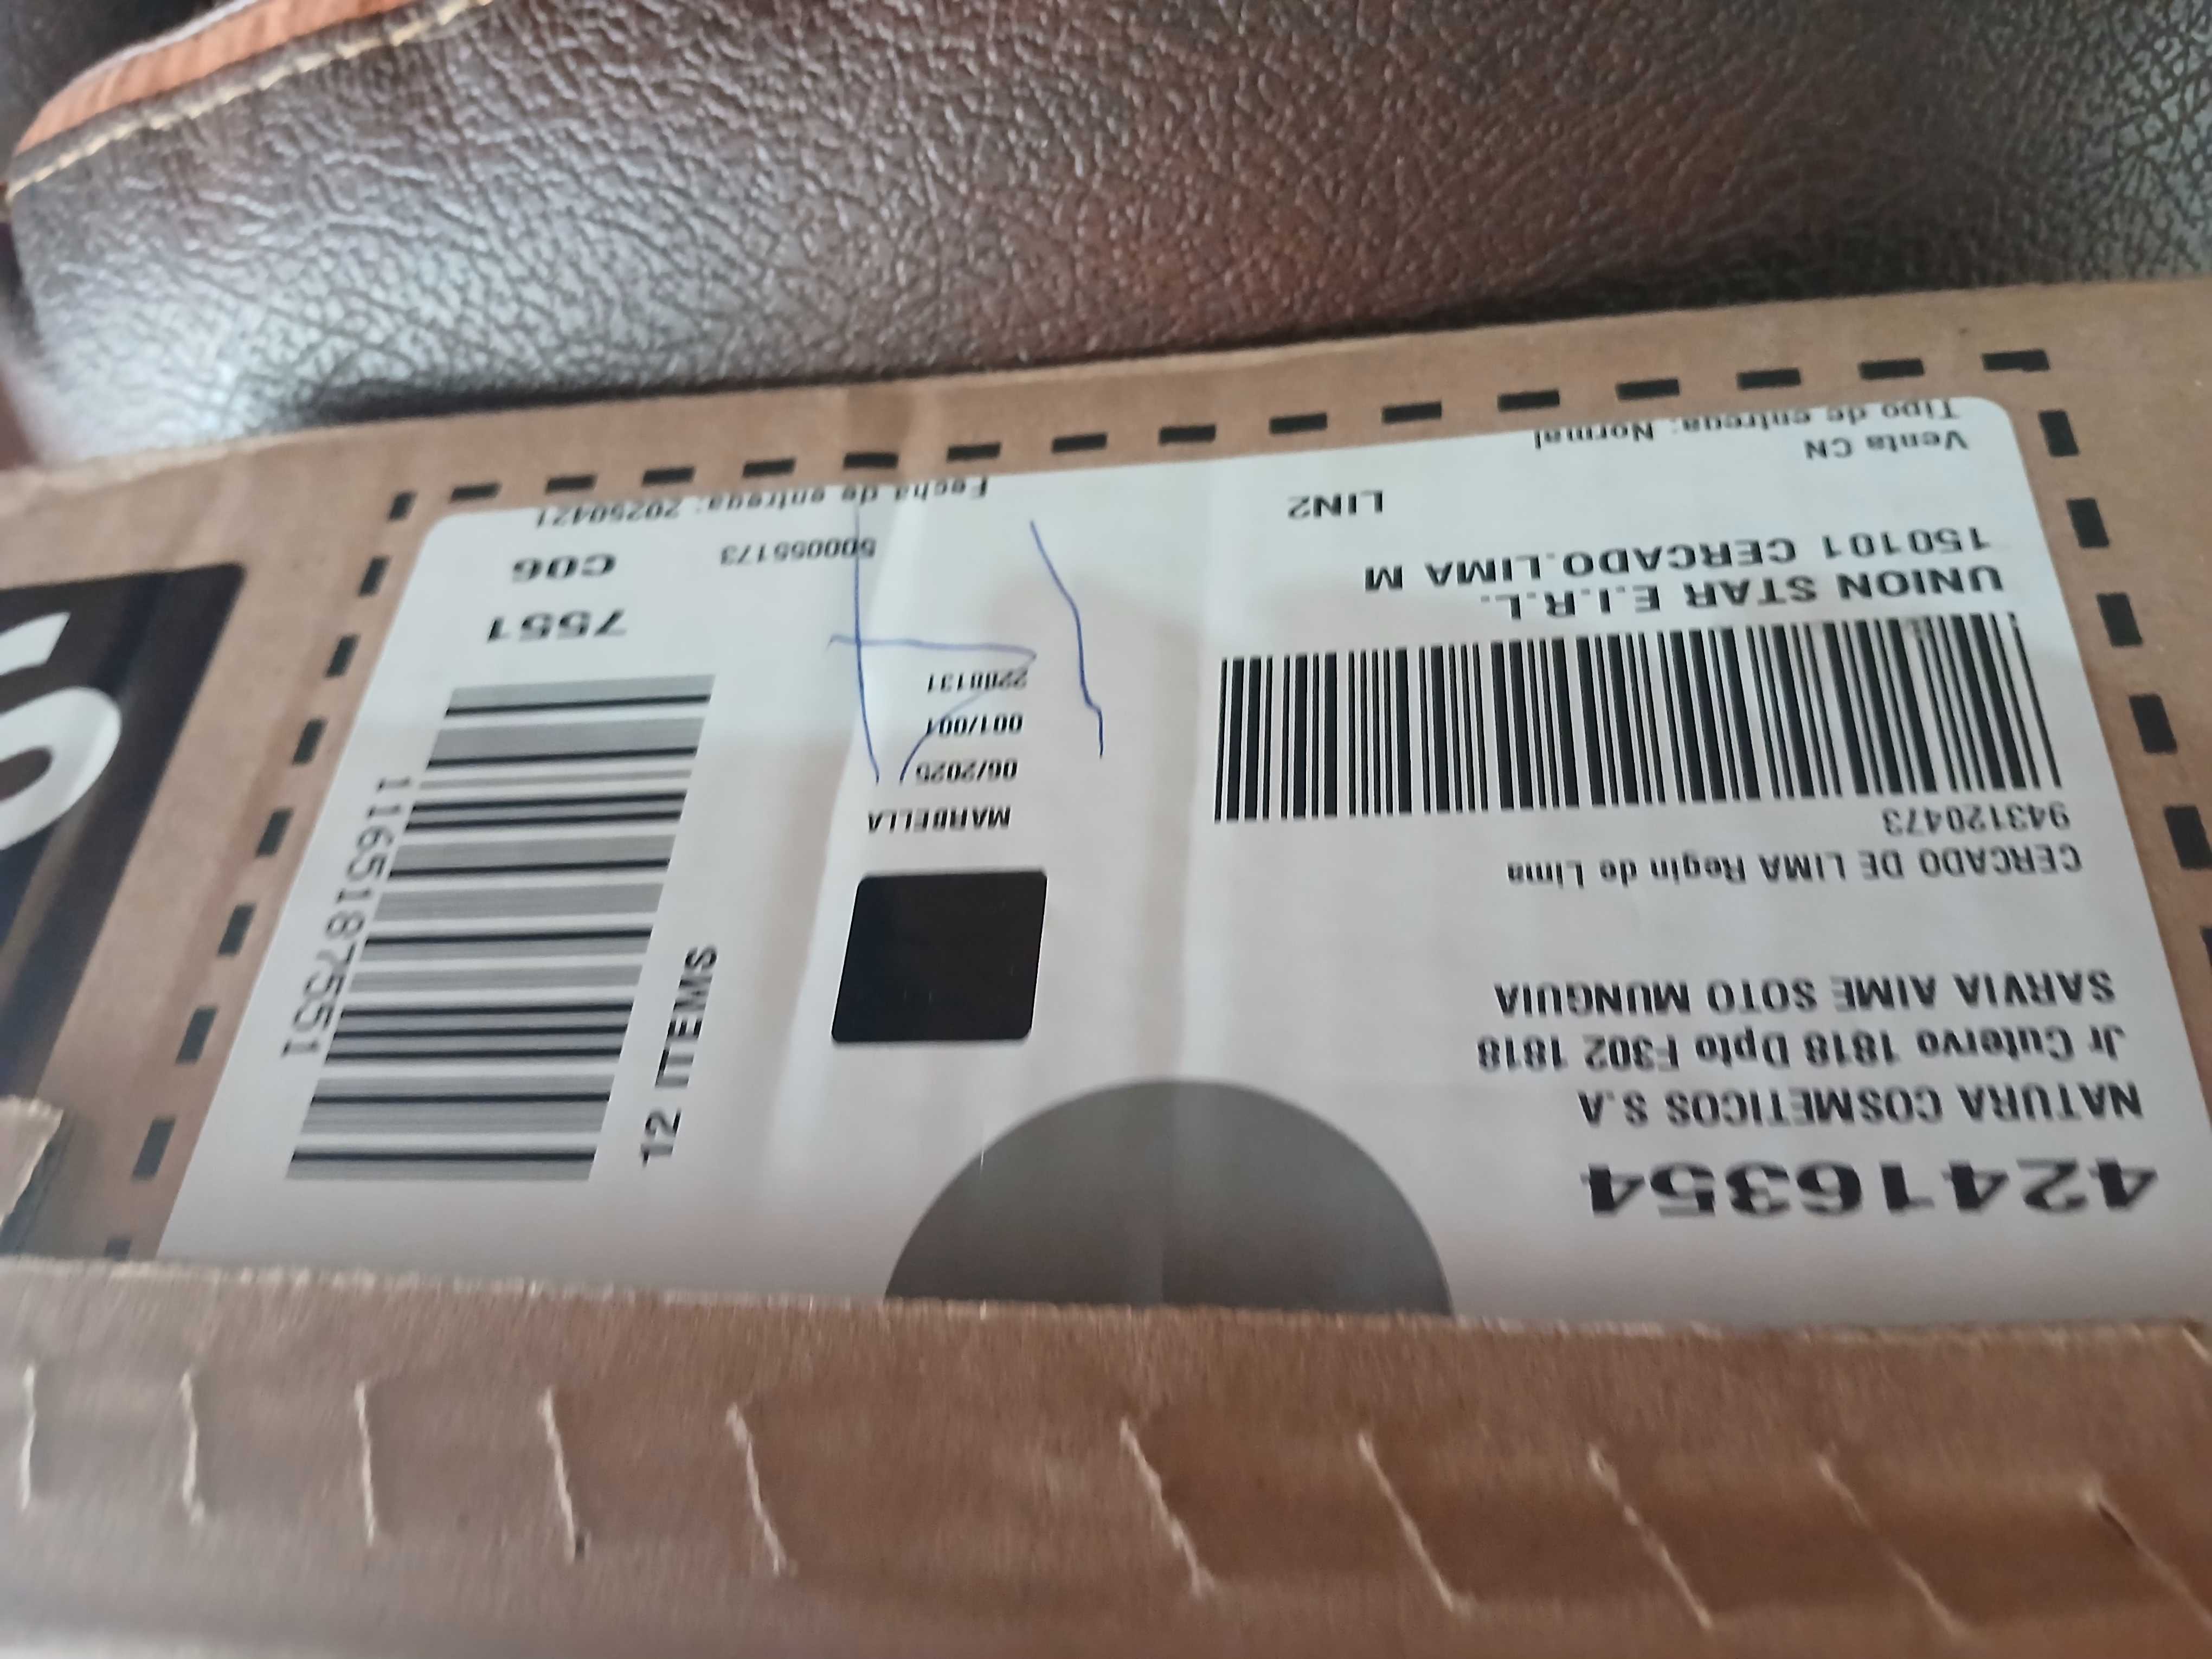 42416354
NATURA COSMETICOS S.A
Jr Cutervo 1818 Dpto F302 1818
SARVIA AIME SOTO MUNGUIA
CERCADO DE LIMA Regin de Lima
943120473
UNION STAR E.I.R.L.
150101 CERCADO.LIMA M
LIN2
Venta CN
Tipo de entrega: Normal
MARBELLA
06/2025
001/001
2200131
500055173
Fecha de entrega: 20250421
12 ITEMS
1165187551
7551
C06
S